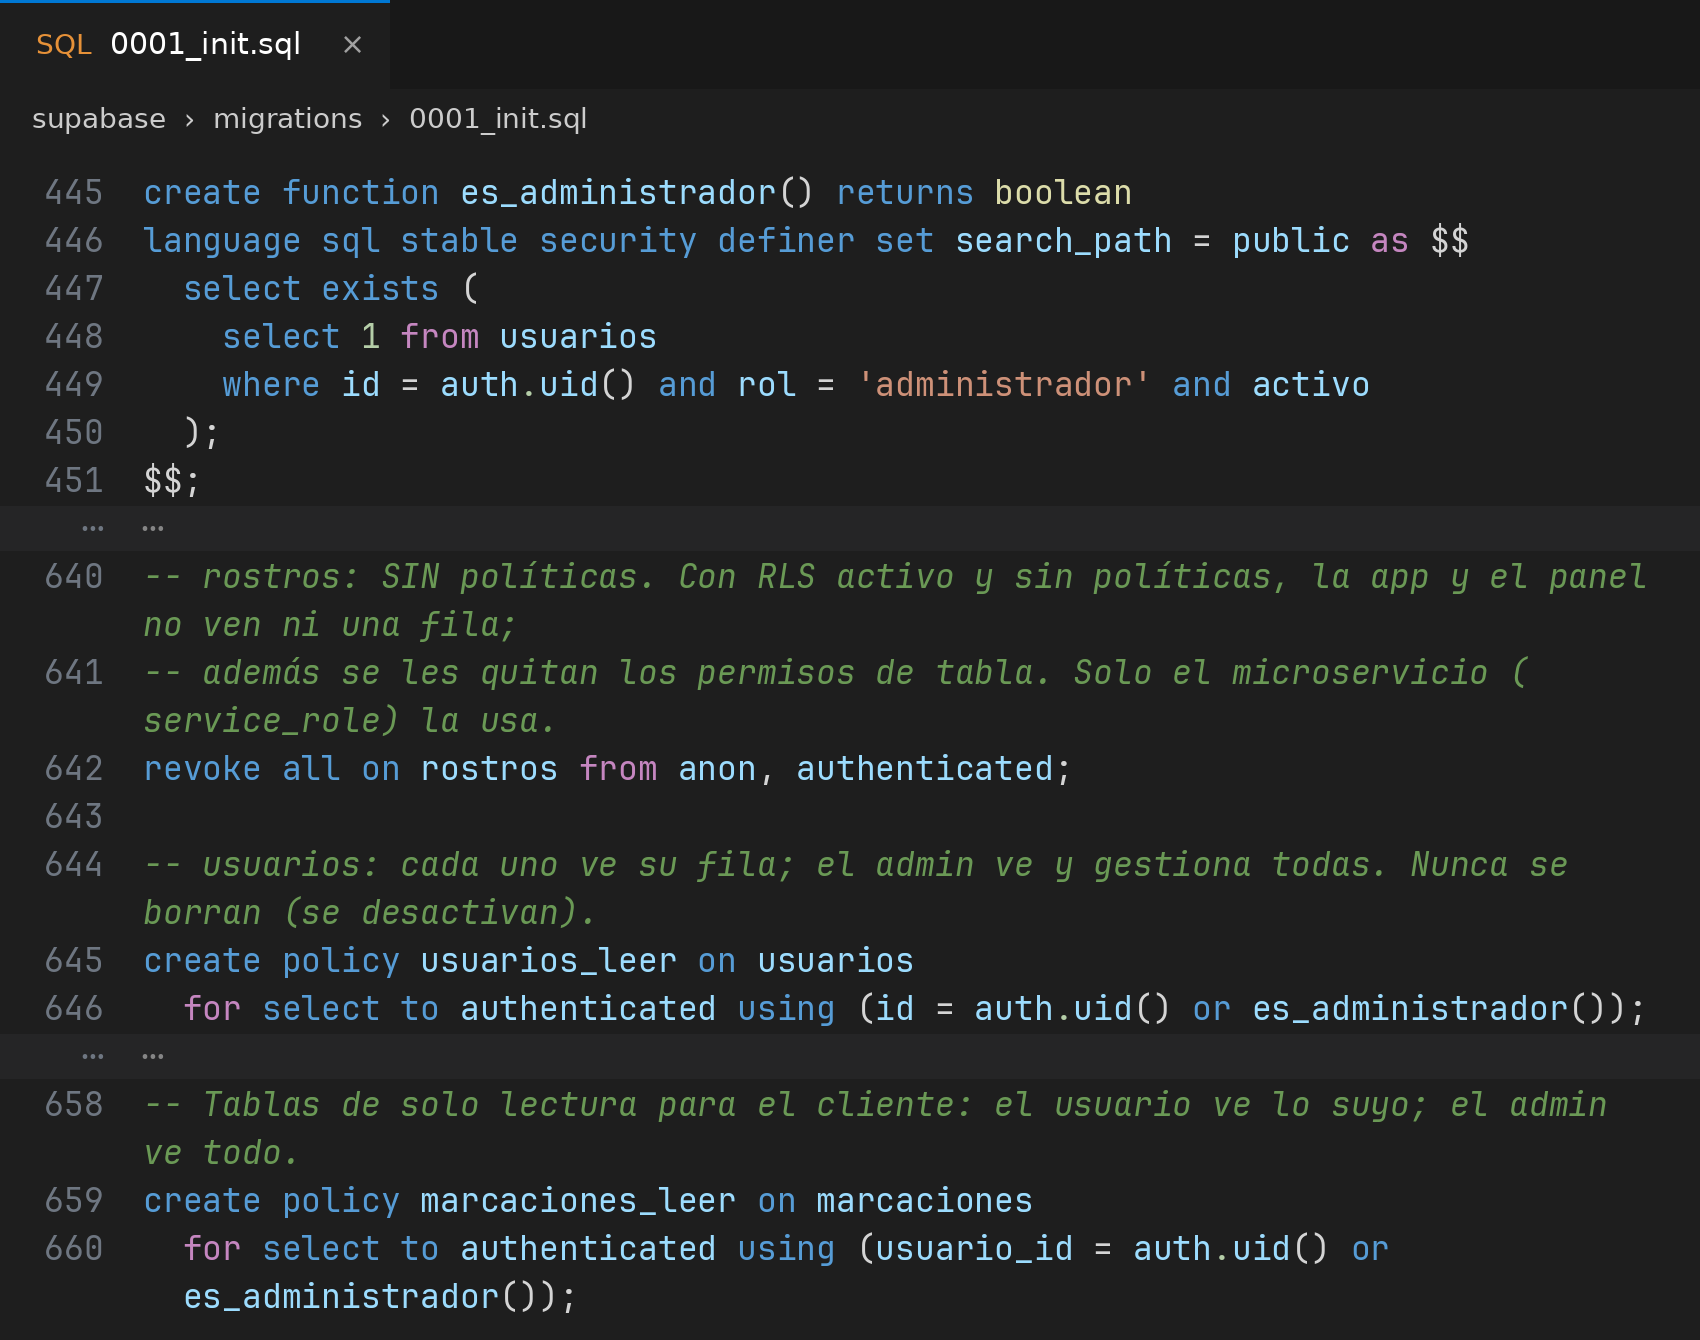 SQL 0001_init.sql ×
supabase › migrations › 0001_init.sql
445 create function es_administrador() returns boolean
446 language sql stable security definer set search_path = public as $$
447   select exists (
448     select 1 from usuarios
449     where id = auth.uid() and rol = 'administrador' and activo
450   );
451 $$;
… …
640 -- rostros: SIN políticas. Con RLS activo y sin políticas, la app y el panel
no ven ni una fila;
641 -- además se les quitan los permisos de tabla. Solo el microservicio (
service_role) la usa.
642 revoke all on rostros from anon, authenticated;
643
644 -- usuarios: cada uno ve su fila; el admin ve y gestiona todas. Nunca se
borran (se desactivan).
645 create policy usuarios_leer on usuarios
646   for select to authenticated using (id = auth.uid() or es_administrador());
… …
658 -- Tablas de solo lectura para el cliente: el usuario ve lo suyo; el admin
ve todo.
659 create policy marcaciones_leer on marcaciones
660   for select to authenticated using (usuario_id = auth.uid() or
es_administrador());